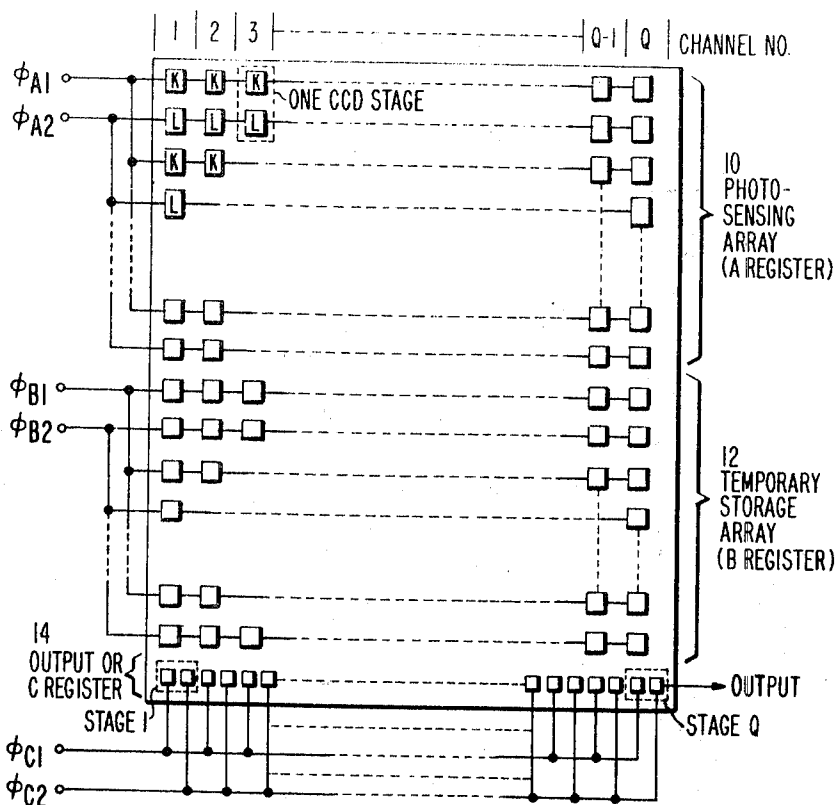 1 2 3 Q-1 Q CHANNEL NO.
ϕA1
K K K
ONE CCD STAGE
ϕA2
L L L
K K
L
10
PHOTO-
SENSING
ARRAY
(A REGISTER)
ϕB1
ϕB2
12
TEMPORARY
STORAGE
ARRAY
(B REGISTER)
14
OUTPUT OR
C REGISTER
OUTPUT
STAGE 1
STAGE Q
ϕC1
ϕC2